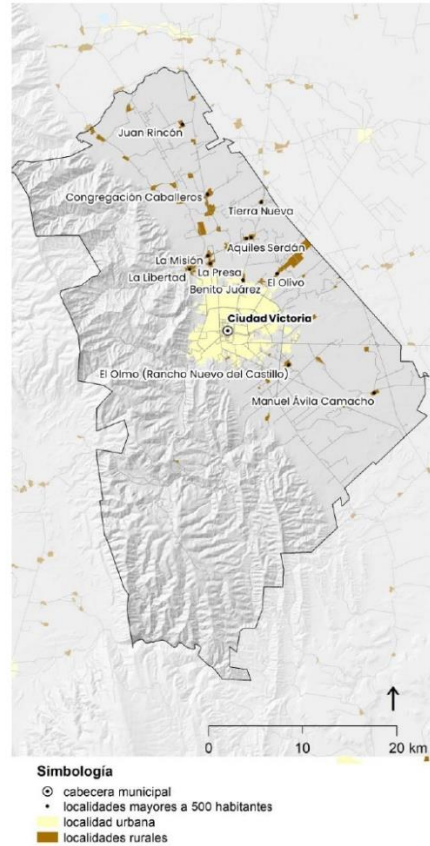 Juan Rincón
Congregación Caballeros
Tierra Nueva
Aquiles Serdán
La Misión
La Libertad
La Presa
El Olivo
Benito Juárez
Ciudad Victoria
El Olmo (Rancho Nuevo del Castillo)
Manuel Ávila Camacho
0 10 20 km
Simbología
cabecera municipal
localidades mayores a 500 habitantes
localidad urbana
localidades rurales